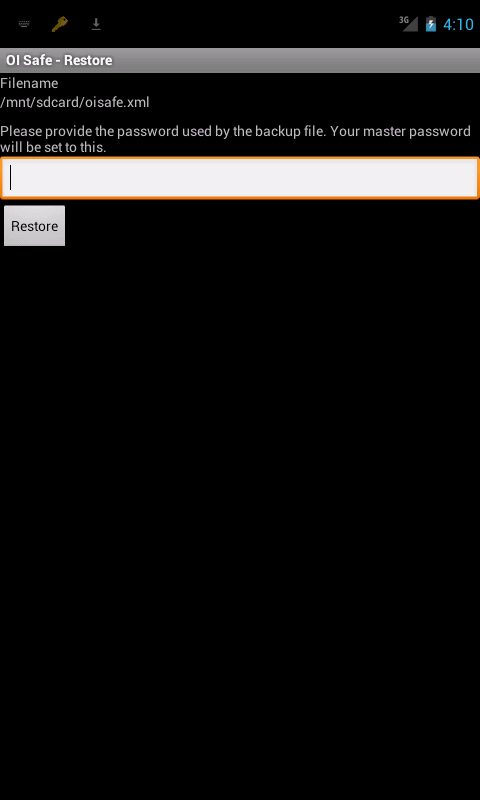 3G 4:10
OI Safe - Restore
Filename
/mnt/sdcard/oisafe.xml
Please provide the password used by the backup file. Your master password
will be set to this.
Restore